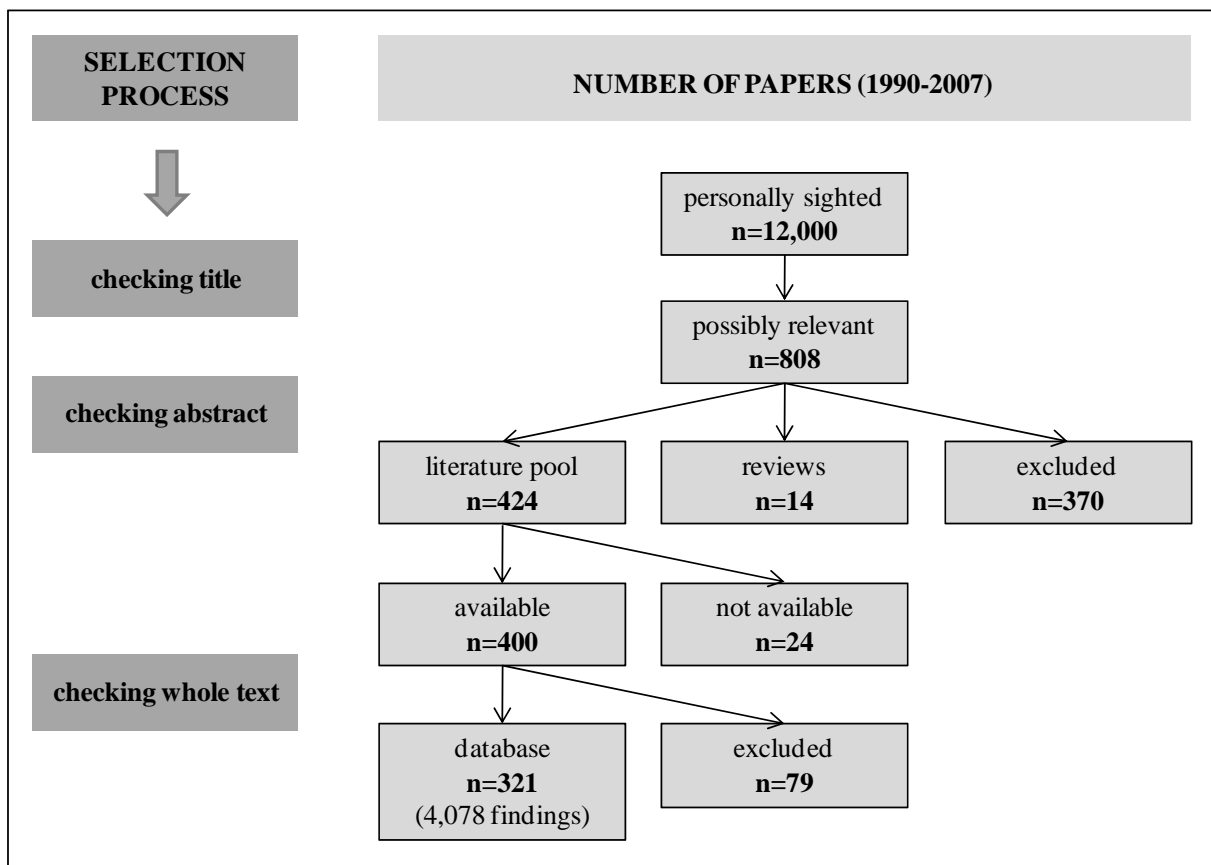 SELECTION
PROCESS
NUMBER OF PAPERS (1990-2007)
personally sighted
n=12,000
checking title
possibly relevant
n=808
checking abstract
literature pool
n=424
reviews
n=14
excluded
n=370
available
n=400
not available
n=24
checking whole text
database
n=321
(4,078 findings)
excluded
n=79